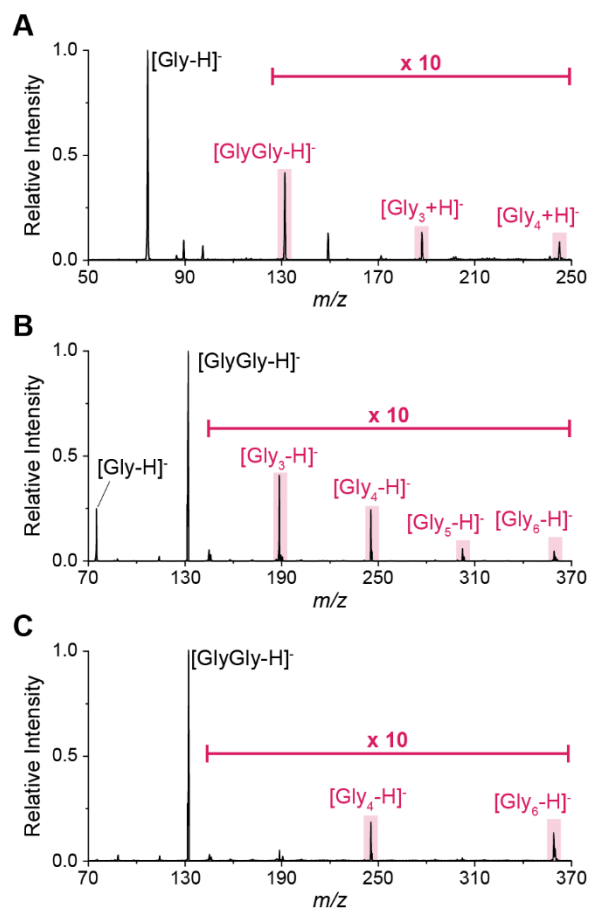 A
[Gly-H]-
x 10
[GlyGly-H]-
[Gly3+H]-
[Gly4+H]-
Relative Intensity
1.0
0.5
0.0
50 90 130 170 210 250
m/z
B
[GlyGly-H]-
x 10
[Gly-H]-
[Gly3-H]-
[Gly4-H]-
[Gly5-H]-
[Gly6-H]-
Relative Intensity
1.0
0.5
0.0
70 130 190 250 310 370
m/z
C
[GlyGly-H]-
x 10
[Gly4-H]-
[Gly6-H]-
Relative Intensity
1.0
0.5
0.0
70 130 190 250 310 370
m/z